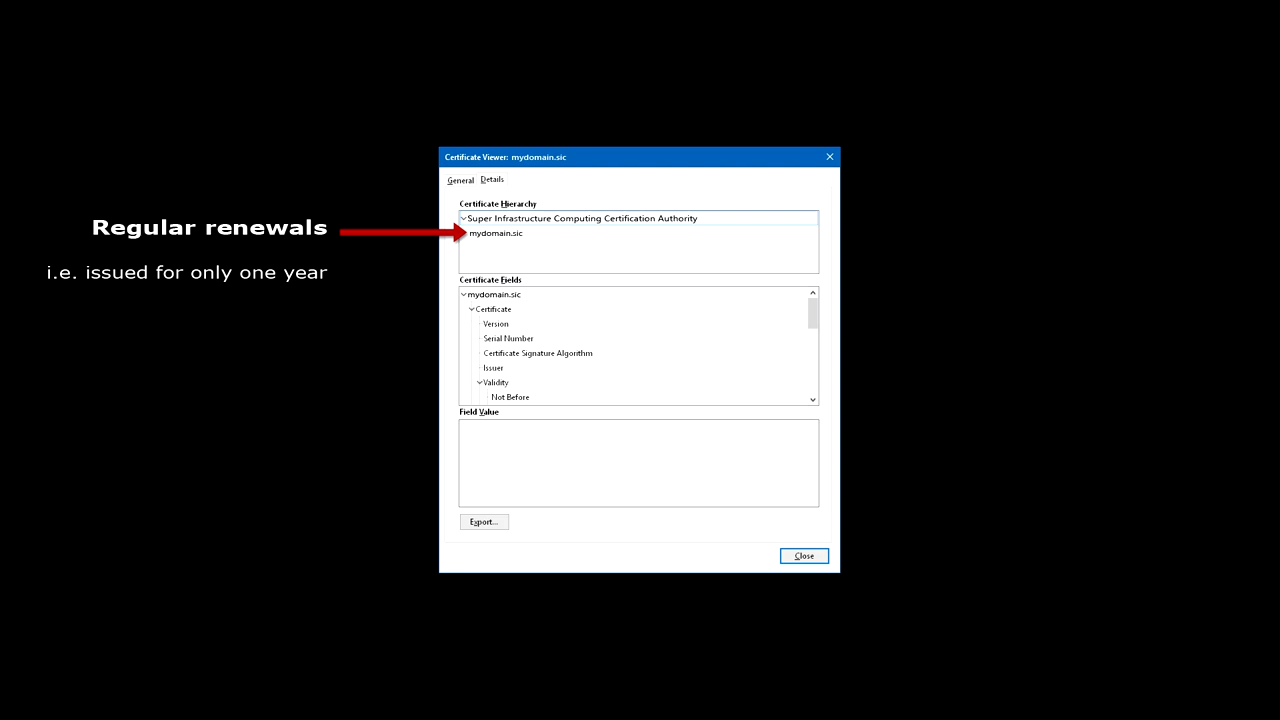 Certificate Viewer: mydomain.sic
General Details
Certificate Hierarchy
Super Infrastructure Computing Certification Authority
Regular renewals
mydomain.sic
i.e. issued for only one year
Certificate Fields
mydomain.sic
Certificate
Version
Serial Number
Certificate Signature Algorithm
Issuer
Validity
Not Before
Field Value
Export...
Close